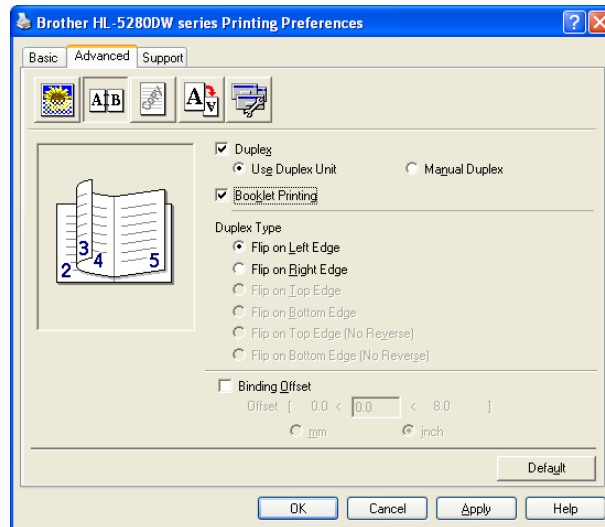 Brother HL-5280DW series Printing Preferences
Basic Advanced Support
A B copy A A
Duplex
Use Duplex Unit Manual Duplex
Booklet Printing
2 3 4 5
Duplex Type
Flip on Left Edge
Flip on Right Edge
Flip on Top Edge
Flip on Bottom Edge
Flip on Top Edge (No Reverse)
Flip on Bottom Edge (No Reverse)
Binding Offset
Offset [ 0.0 < 0.0 < 8.0 ]
mm inch
Default
OK Cancel Apply Help